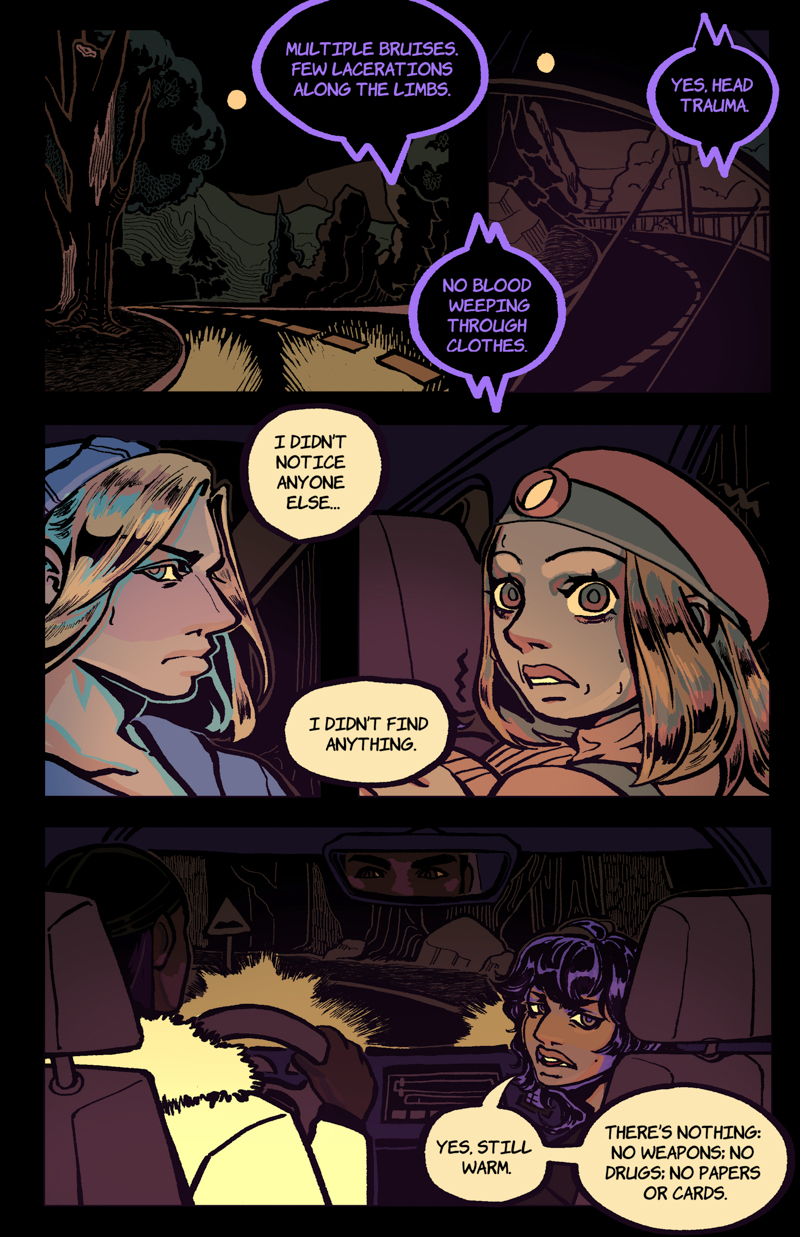 MULTIPLE BRUISES.
FEW LACERATIONS
ALONG THE LIMBS.
YES, HEAD
TRAUMA.
NO BLOOD
WEEPING
THROUGH
CLOTHES.
I DIDN'T
NOTICE
ANYONE
ELSE...
I DIDN'T FIND
ANYTHING.
YES, STILL
WARM.
THERE'S NOTHING:
NO WEAPONS; NO
DRUGS; NO PAPERS
OR CARDS.